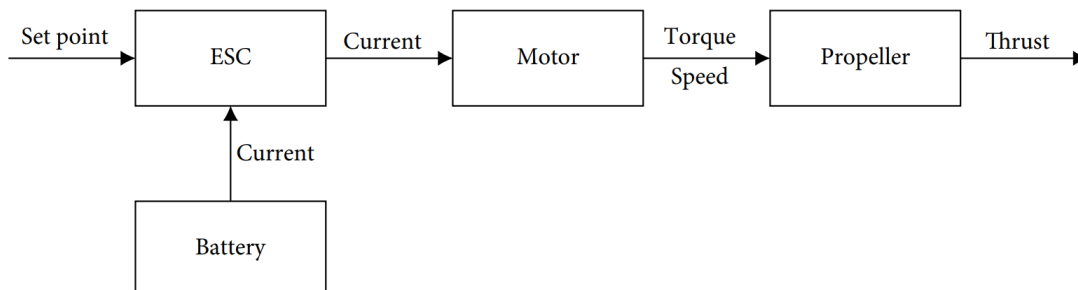 Set point
ESC
Current
Motor
Torque
Speed
Propeller
Thrust
Current
Battery